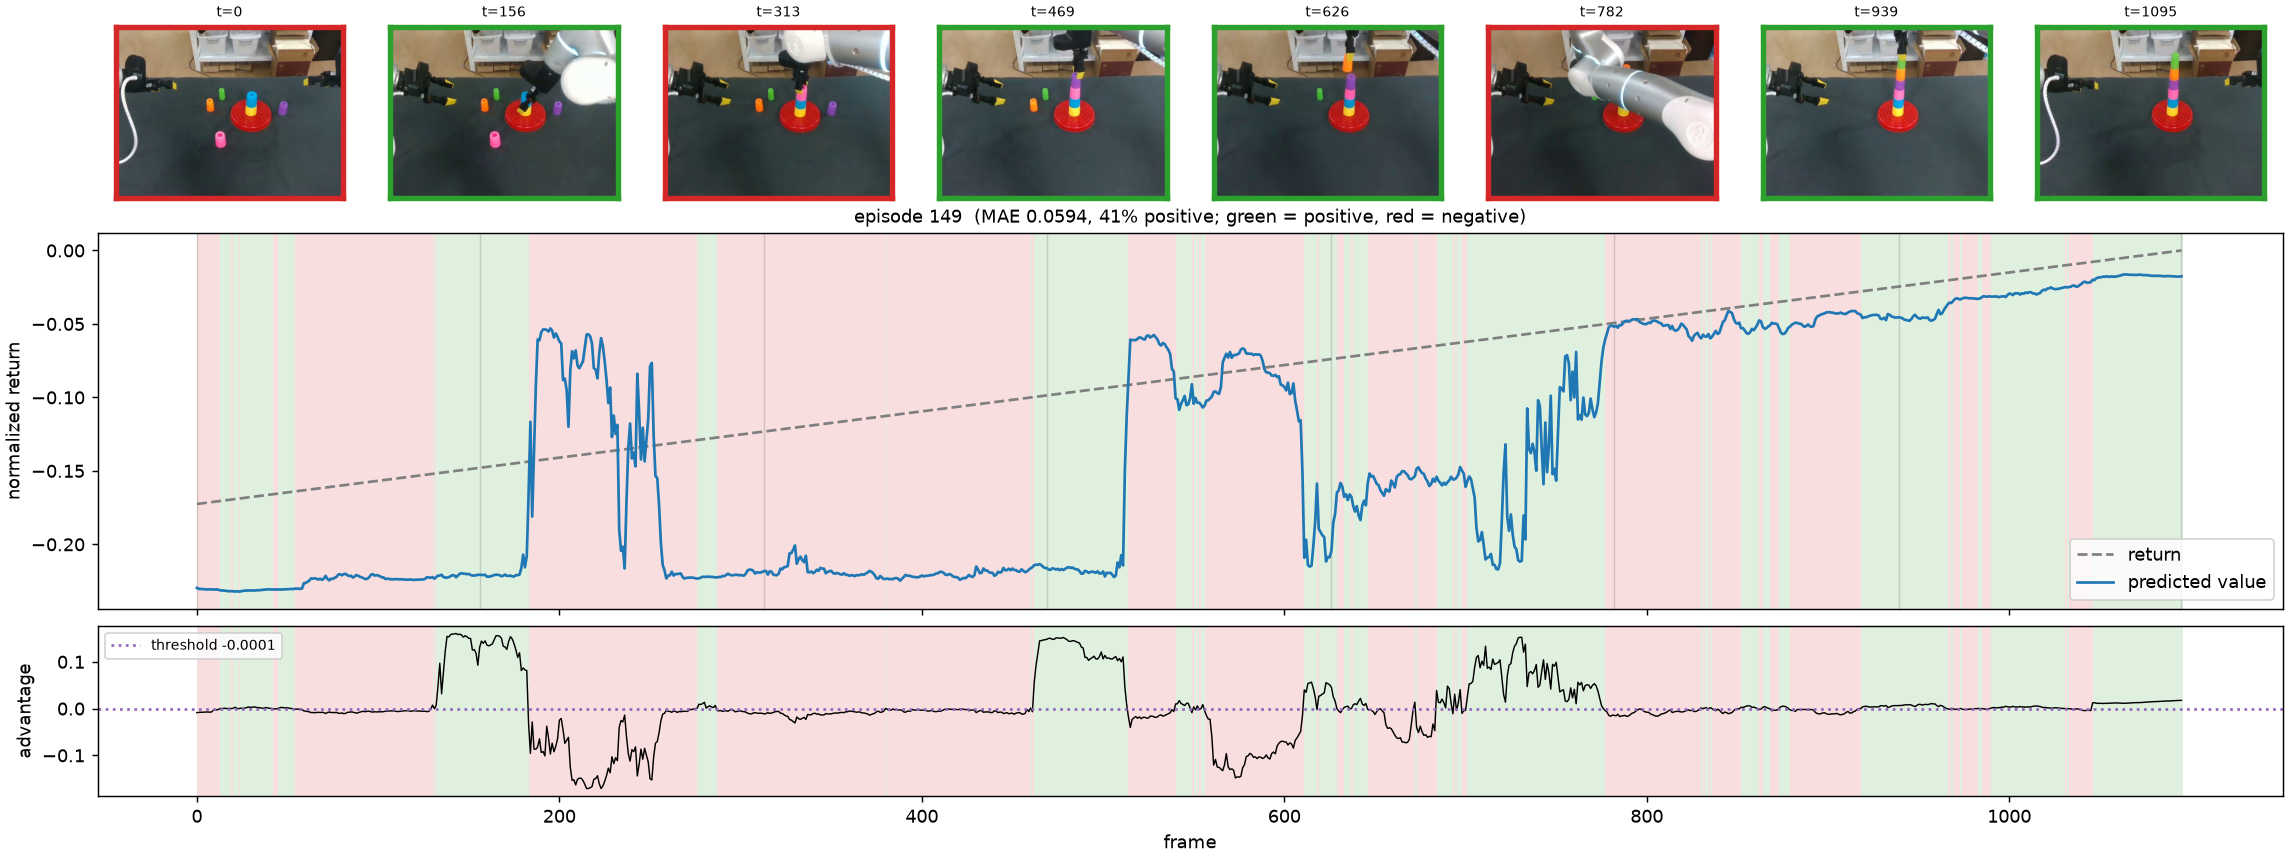 t=0
t=156
t=313
t=469
t=626
t=782
t=939
t=1095
episode 149 (MAE 0.0594, 41% positive; green = positive, red = negative)
normalized return
0.00
−0.05
−0.10
−0.15
−0.20
return
predicted value
advantage
0.1
0.0
−0.1
threshold -0.0001
0
200
400
600
800
1000
frame